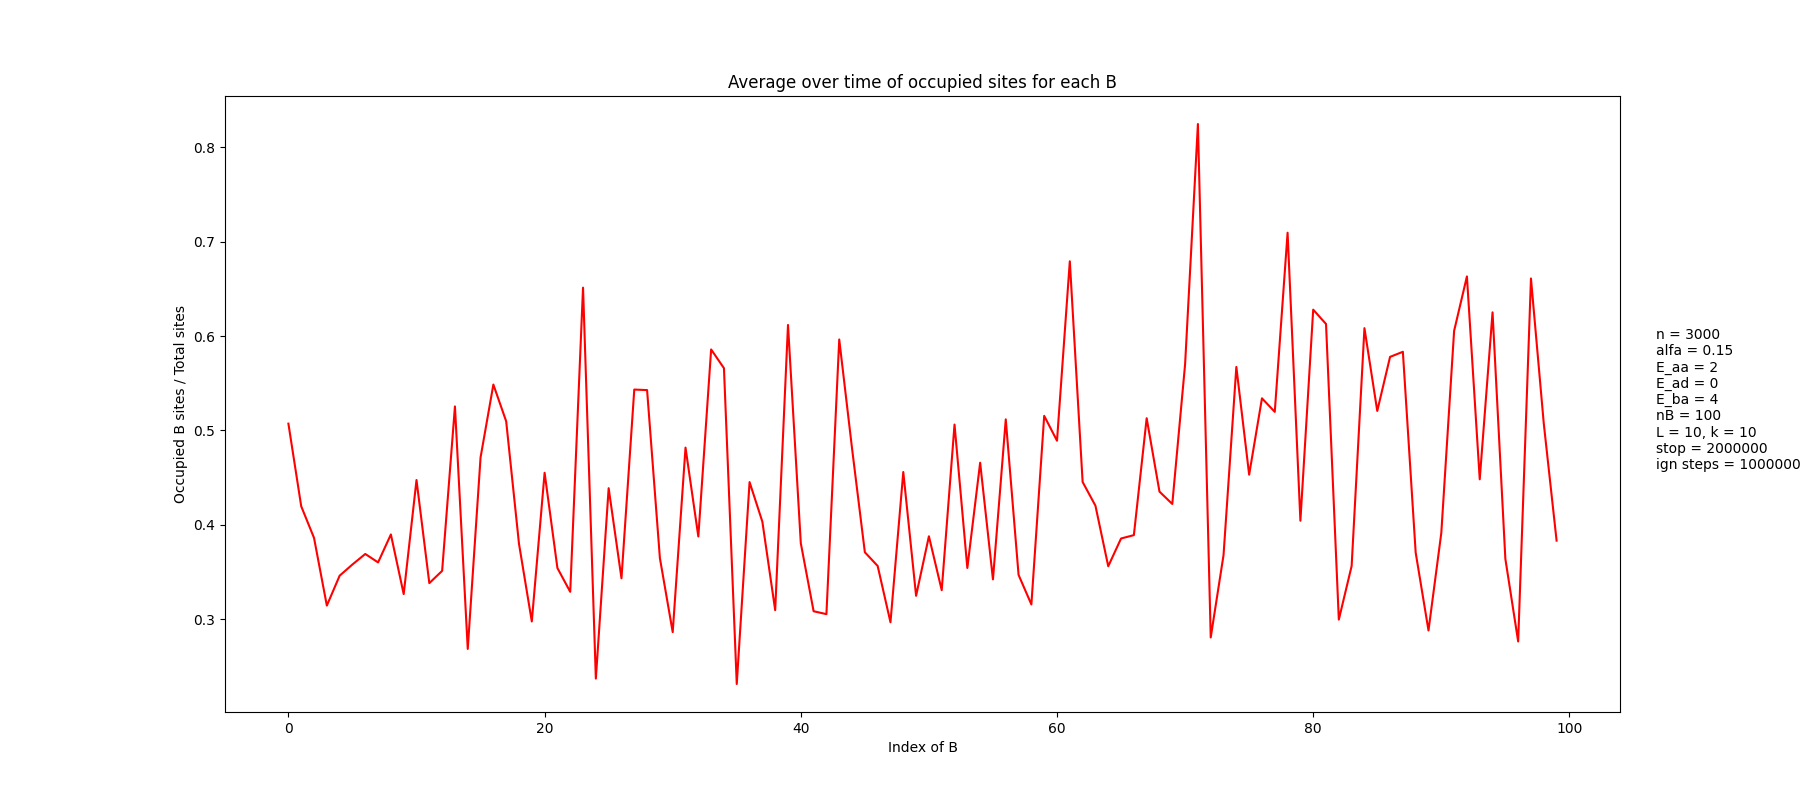 Average over time of occupied sites for each B
Occupied B sites / Total sites
0.8
0.7
0.6
0.5
0.4
0.3
0 20 40 60 80 100
Index of B
n = 3000
alfa = 0.15
E_aa = 2
E_ad = 0
E_ba = 4
nB = 100
L = 10, k = 10
stop = 2000000
ign steps = 1000000